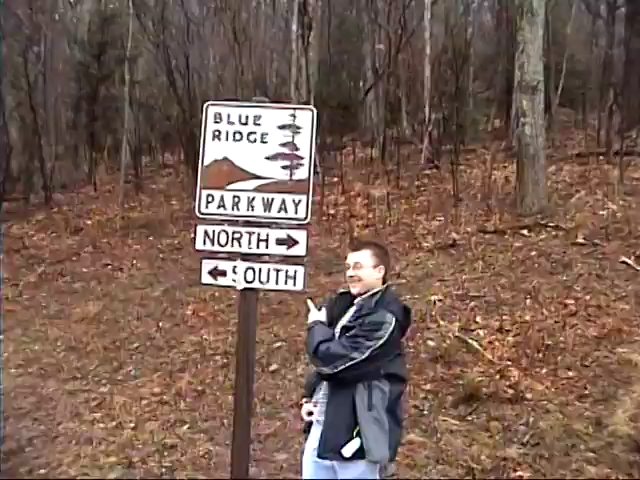 BLUE
RIDGE
PARKWAY
NORTH →
← SOUTH